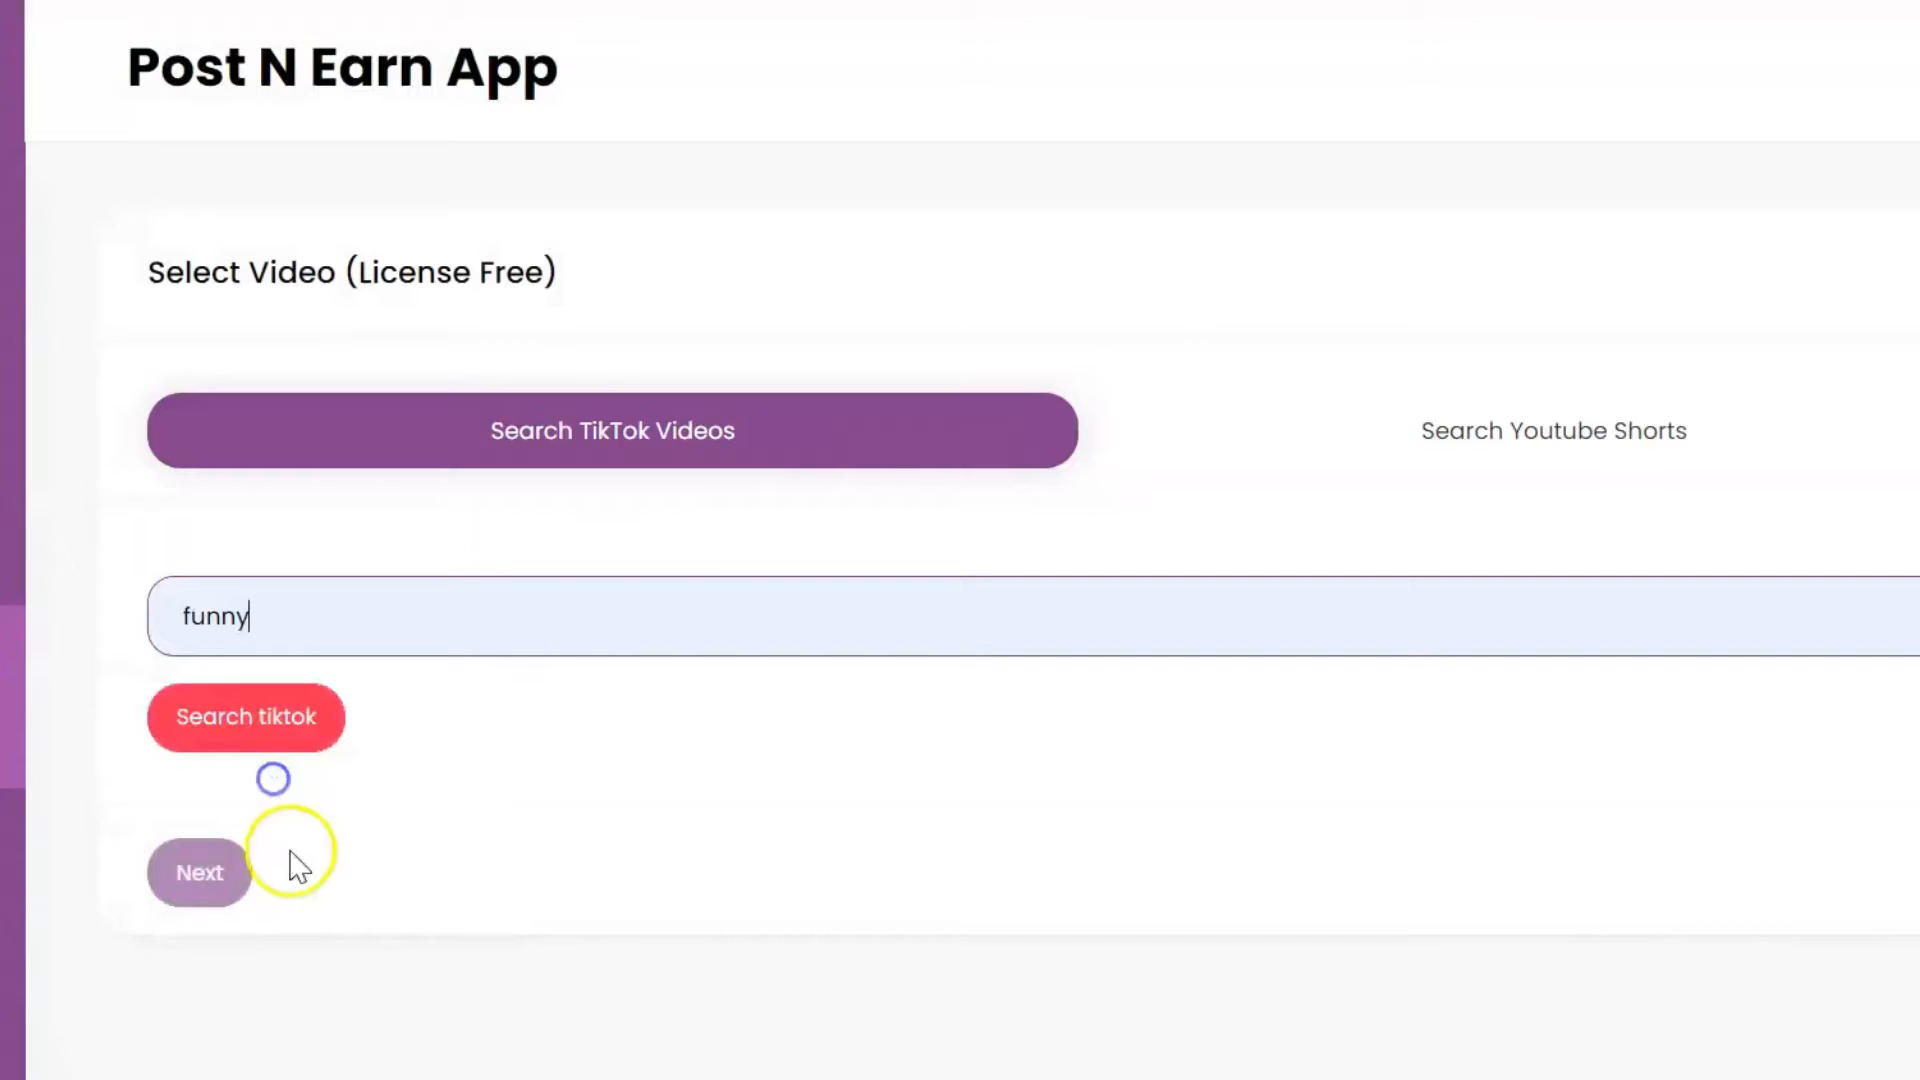 Post N Earn App
Select Video (License Free)
Search TikTok Videos
Search Youtube Shorts
funny
Search tiktok
Next